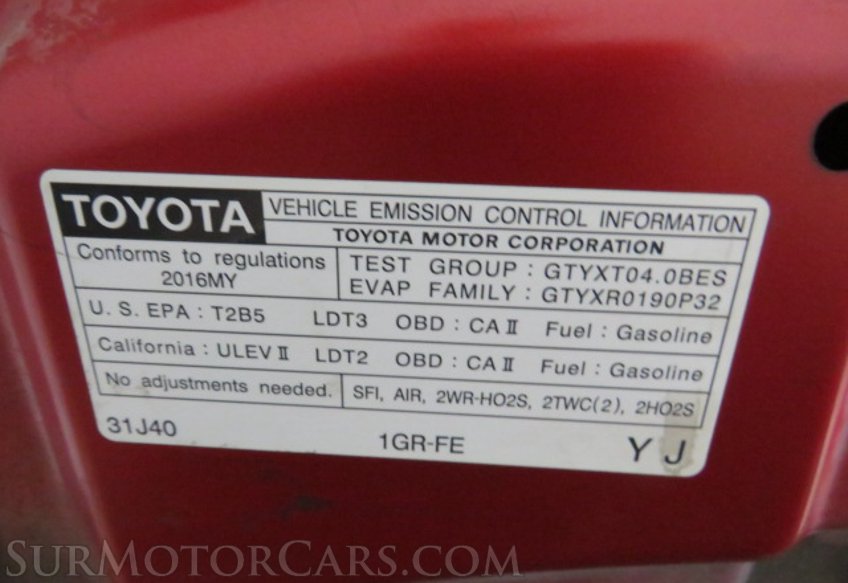 TOYOTA VEHICLE EMISSION CONTROL INFORMATION
TOYOTA MOTOR CORPORATION
Conforms to regulations
2016MY
TEST GROUP : GTYXT04.0BES
EVAP FAMILY : GTYXR0190P32
U. S. EPA : T2B5 LDT3 OBD : CA II Fuel : Gasoline
California : ULEV II LDT2 OBD : CA II Fuel : Gasoline
No adjustments needed. SFI, AIR, 2WR-HO2S, 2TWC(2), 2HO2S
31J40 1GR-FE Y J
SURMOTORCARS.COM